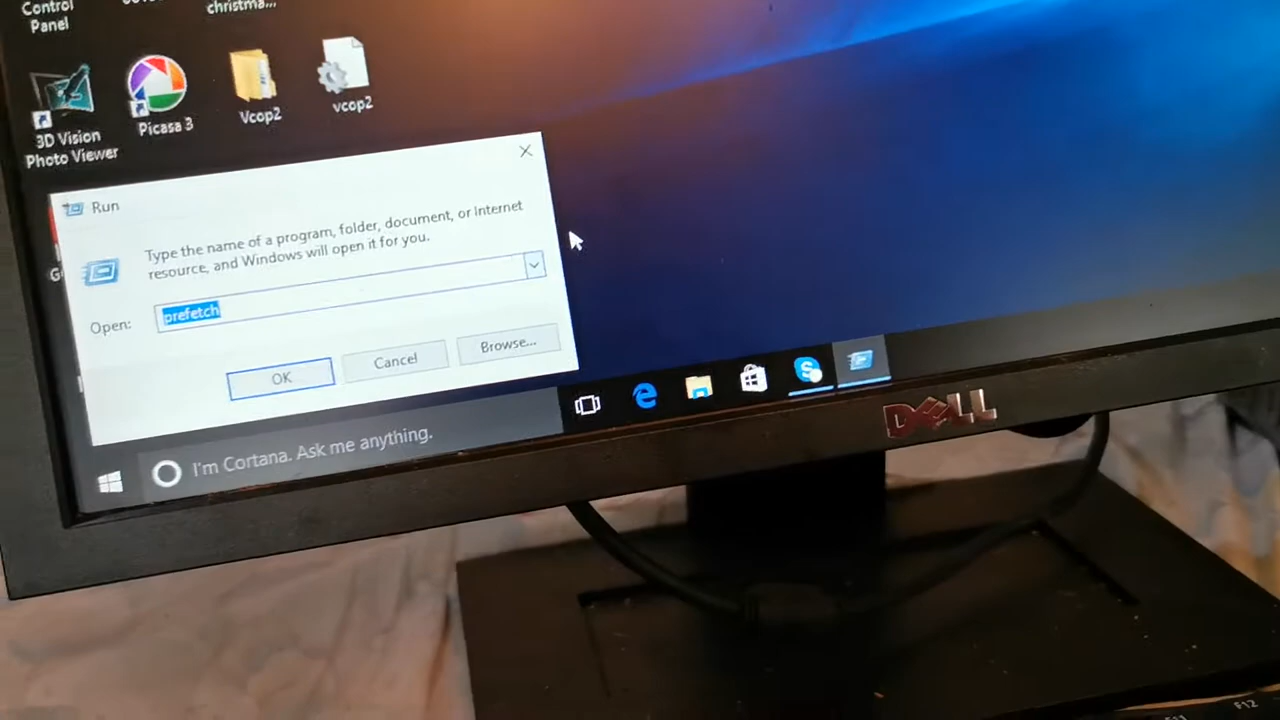 Control
Panel
christma...
3D Vision
Photo Viewer
Picasa 3
Vcop2
vcop2
Run
Type the name of a program, folder, document, or Internet
resource, and Windows will open it for you.
Open:
prefetch
OK
Cancel
Browse...
I'm Cortana. Ask me anything.
DELL
F11
F12